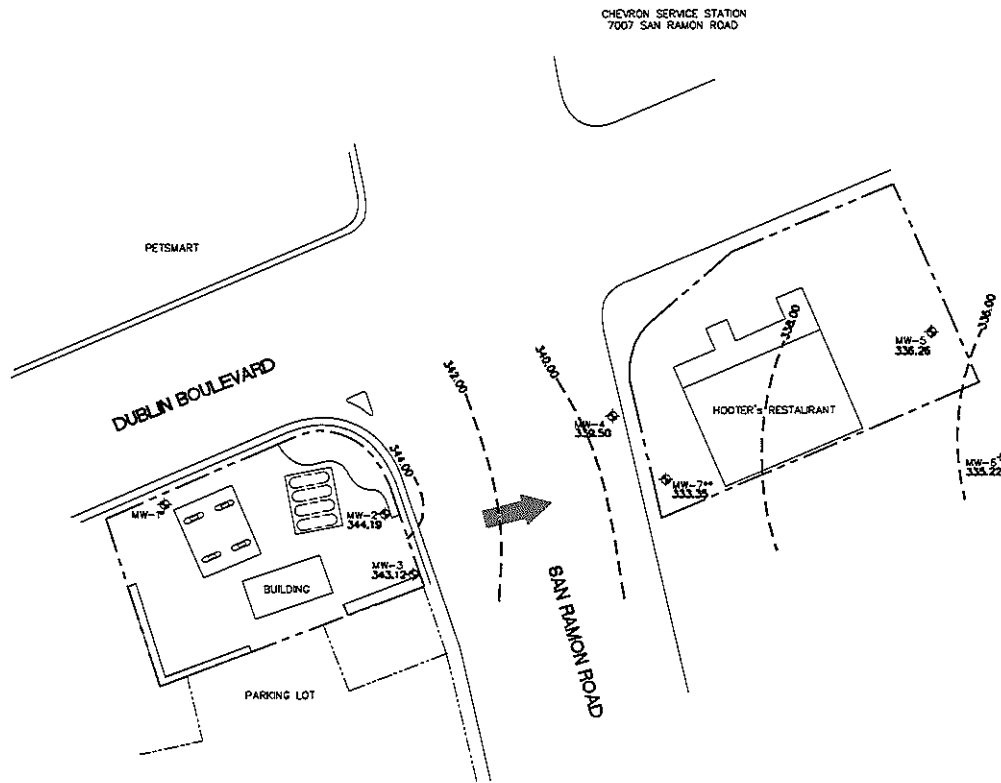 CHEVRON SERVICE STATION
7007 SAN RAMON ROAD
PETSMART
DUBLIN BOULEVARD
342.00
340.00
338.00
336.00
MW-5
336.26
HOOTER's RESTAURANT
MW-4
339.50
344.00
MW-6
335.22
MW-7**
333.35
MW-1*
MW-2
344.19
MW-3
343.12
BUILDING
SAN RAMON ROAD
PARKING LOT